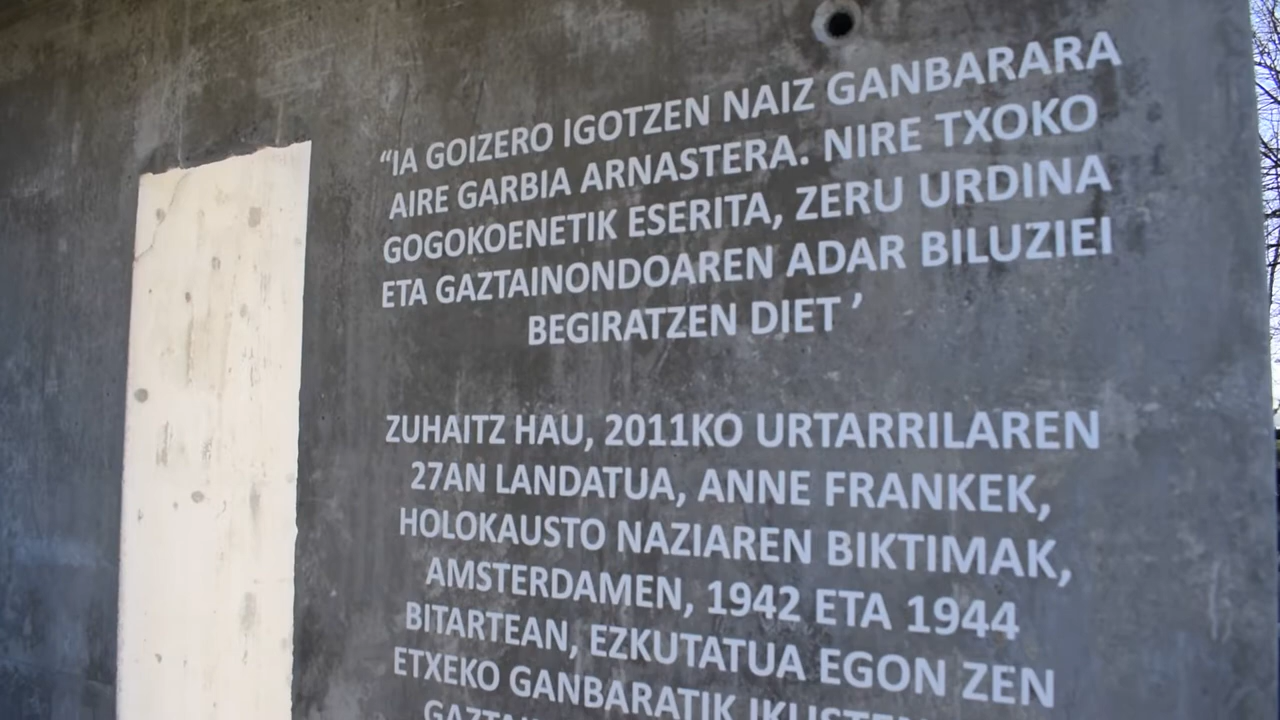 “IA GOIZERO IGOTZEN NAIZ GANBARARA
AIRE GARBIA ARNASTERA. NIRE TXOKO
GOGOKOENETIK ESERITA, ZERU URDINA
ETA GAZTAINONDOAREN ADAR BILUZIEI
BEGIRATZEN DIET ’
ZUHAITZ HAU, 2011KO URTARRILAREN
27AN LANDATUA, ANNE FRANKEK,
HOLOKAUSTO NAZIAREN BIKTIMAK,
AMSTERDAMEN, 1942 ETA 1944
BITARTEAN, EZKUTATUA EGON ZEN
ETXEKO GANBARATIK